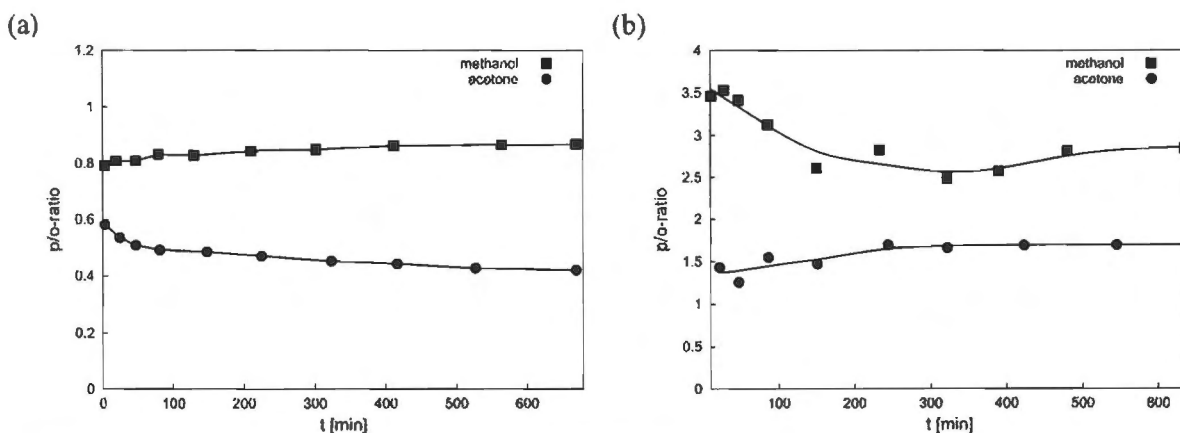 (a)
1.2
1
0.8
0.6
0.4
0.2
0
p/o-ratio
methanol
acotone
0 100 200 300 400 500 600
t [min]
(b)
4
3.5
3
2.5
2
1.5
1
0.5
0
p/o-ratio
methanol
acotone
100 200 300 400 500 600
t [min]